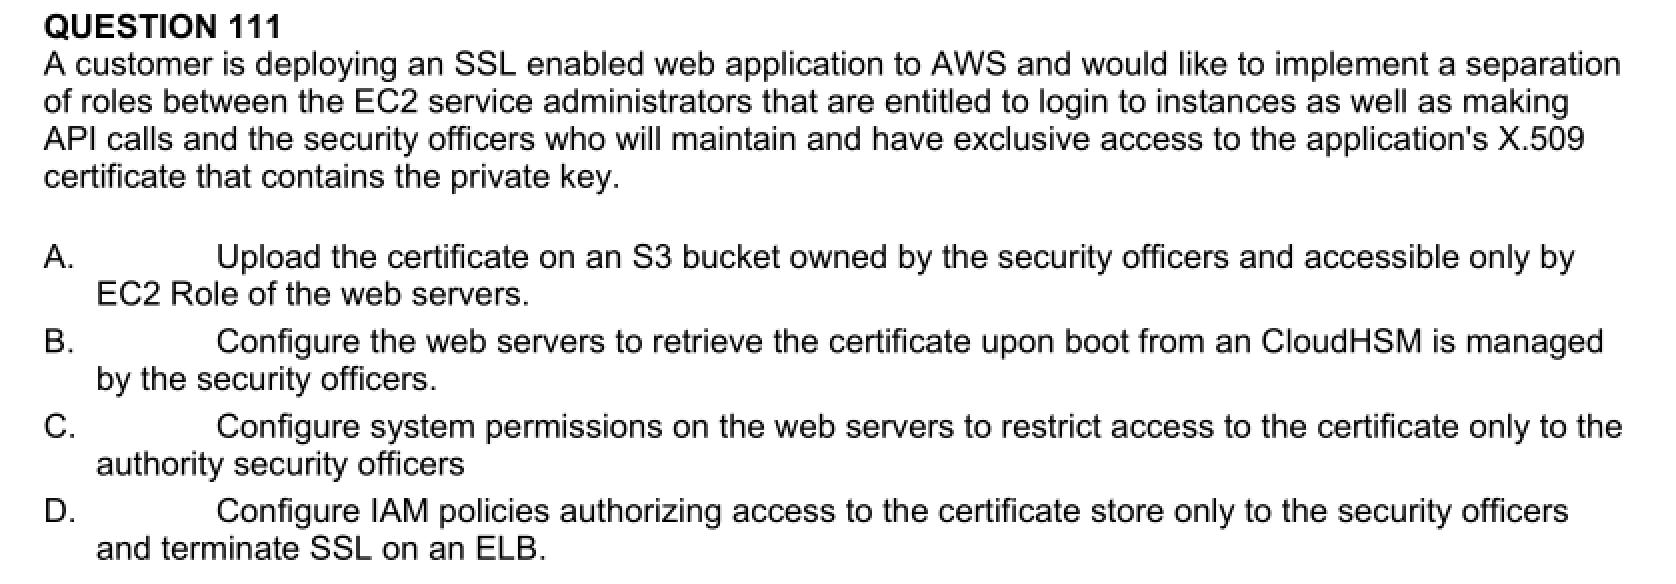 QUESTION 111
A customer is deploying an SSL enabled web application to AWS and would like to implement a separation
of roles between the EC2 service administrators that are entitled to login to instances as well as making
API calls and the security officers who will maintain and have exclusive access to the application's X.509
certificate that contains the private key.
A. Upload the certificate on an S3 bucket owned by the security officers and accessible only by
EC2 Role of the web servers.
B. Configure the web servers to retrieve the certificate upon boot from an CloudHSM is managed
by the security officers.
C. Configure system permissions on the web servers to restrict access to the certificate only to the
authority security officers
D. Configure IAM policies authorizing access to the certificate store only to the security officers
and terminate SSL on an ELB.